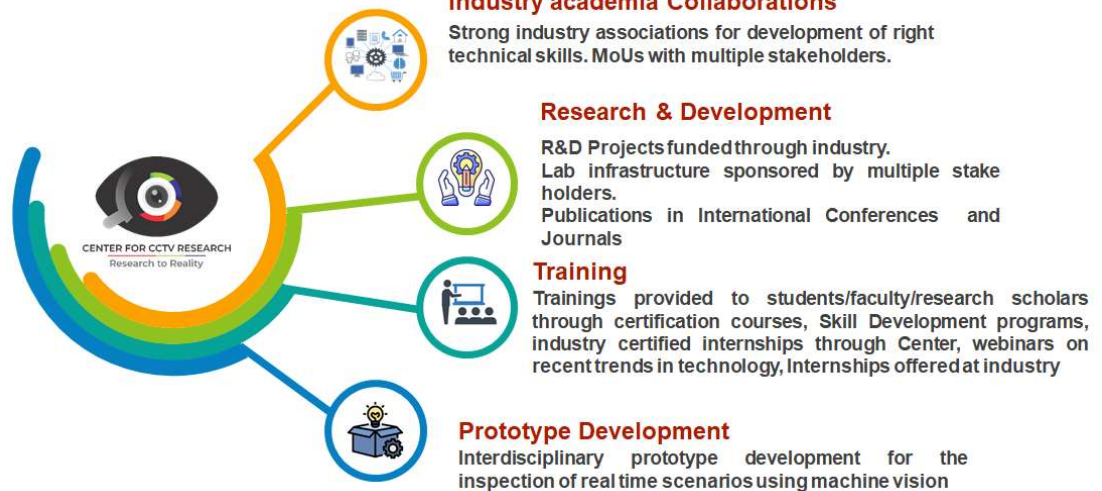 Industry academia Collaborations
Strong industry associations for development of right
technical skills. MoUs with multiple stakeholders.
Research & Development
R&D Projects funded through industry.
Lab infrastructure sponsored by multiple stake
holders.
Publications in International Conferences and
Journals
CENTER FOR CCTV RESEARCH
Research to Reality
Training
Trainings provided to students/faculty/research scholars
through certification courses, Skill Development programs,
industry certified internships through Center, webinars on
recent trends in technology, Internships offered at industry
Prototype Development
Interdisciplinary prototype development for the
inspection of real time scenarios using machine vision